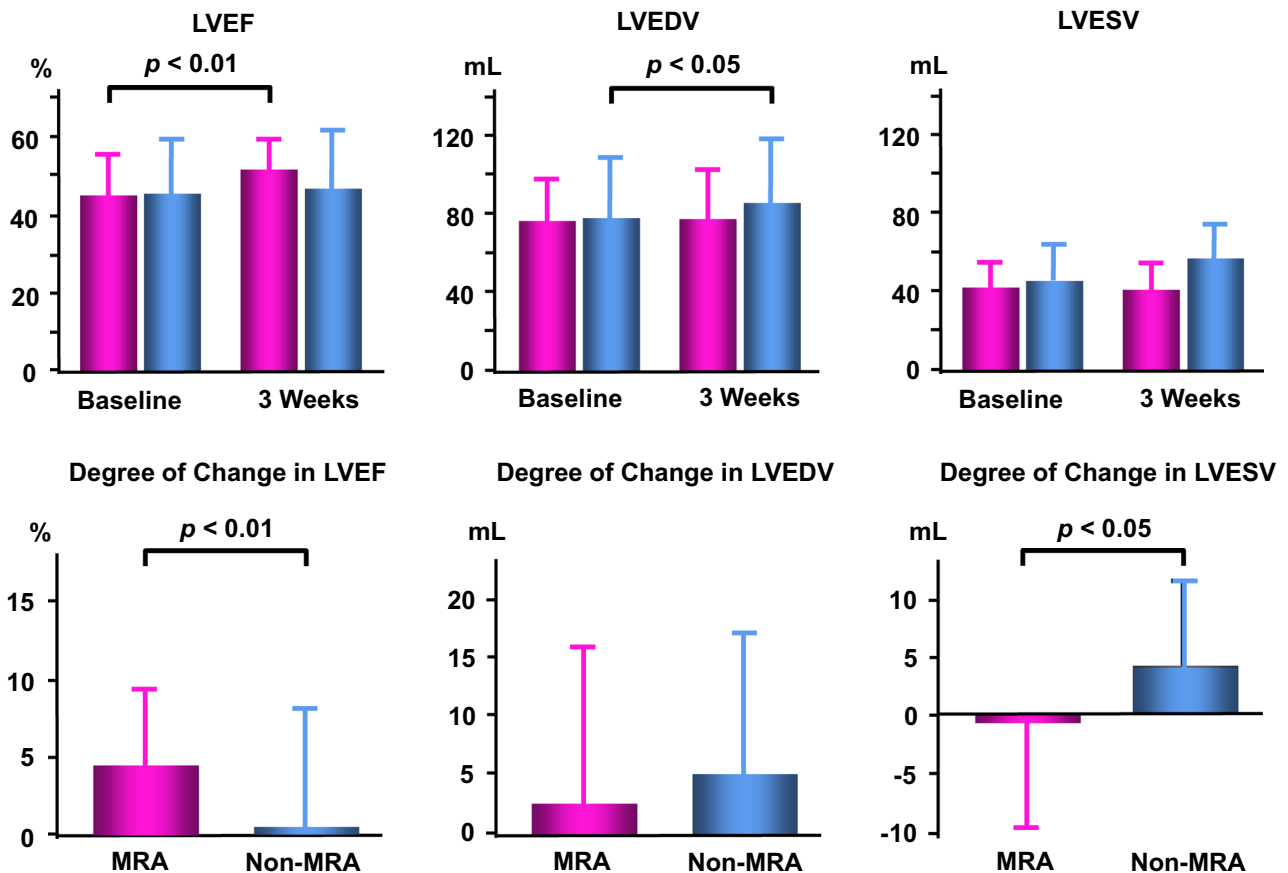 LVEF
%
p < 0.01
60
40
20
0
Baseline
3 Weeks
LVEDV
mL
p < 0.05
120
80
40
0
Baseline
3 Weeks
LVESV
mL
120
80
40
0
Baseline
3 Weeks
Degree of Change in LVEF
%
p < 0.01
15
10
5
0
MRA
Non-MRA
Degree of Change in LVEDV
mL
20
15
10
5
0
MRA
Non-MRA
Degree of Change in LVESV
mL
p < 0.05
10
5
0
-5
-10
MRA
Non-MRA